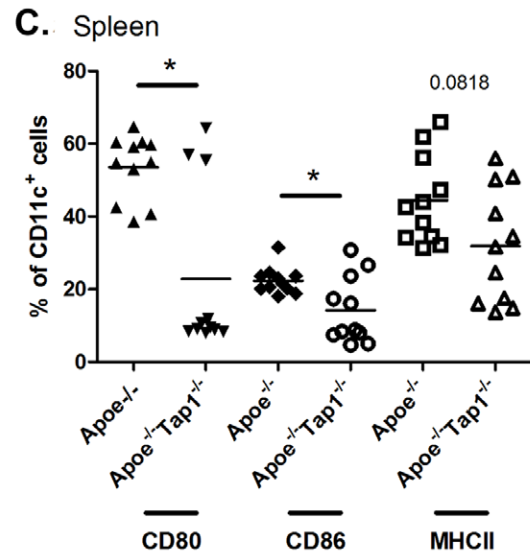 C. Spleen
*
*
0.0818
80
60
40
20
0
% of CD11c⁺ cells
Apoe-/-
Apoe⁻/⁻Tap1⁻/⁻
Apoe⁻/⁻
Apoe⁻/⁻Tap1⁻/⁻
Apoe⁻/⁻
Apoe⁻/⁻Tap1⁻/⁻
CD80 CD86 MHCII